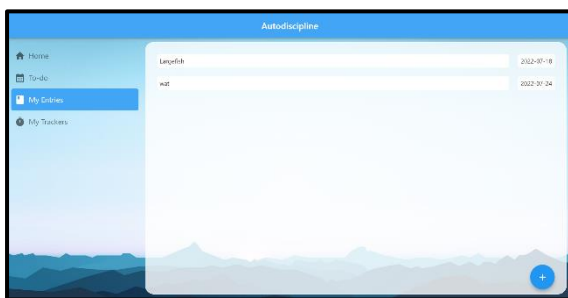 Autodiscipline
Home
To-do
My Entries
My Trackers
Largefish 2022-07-18
wat 2022-07-24
+